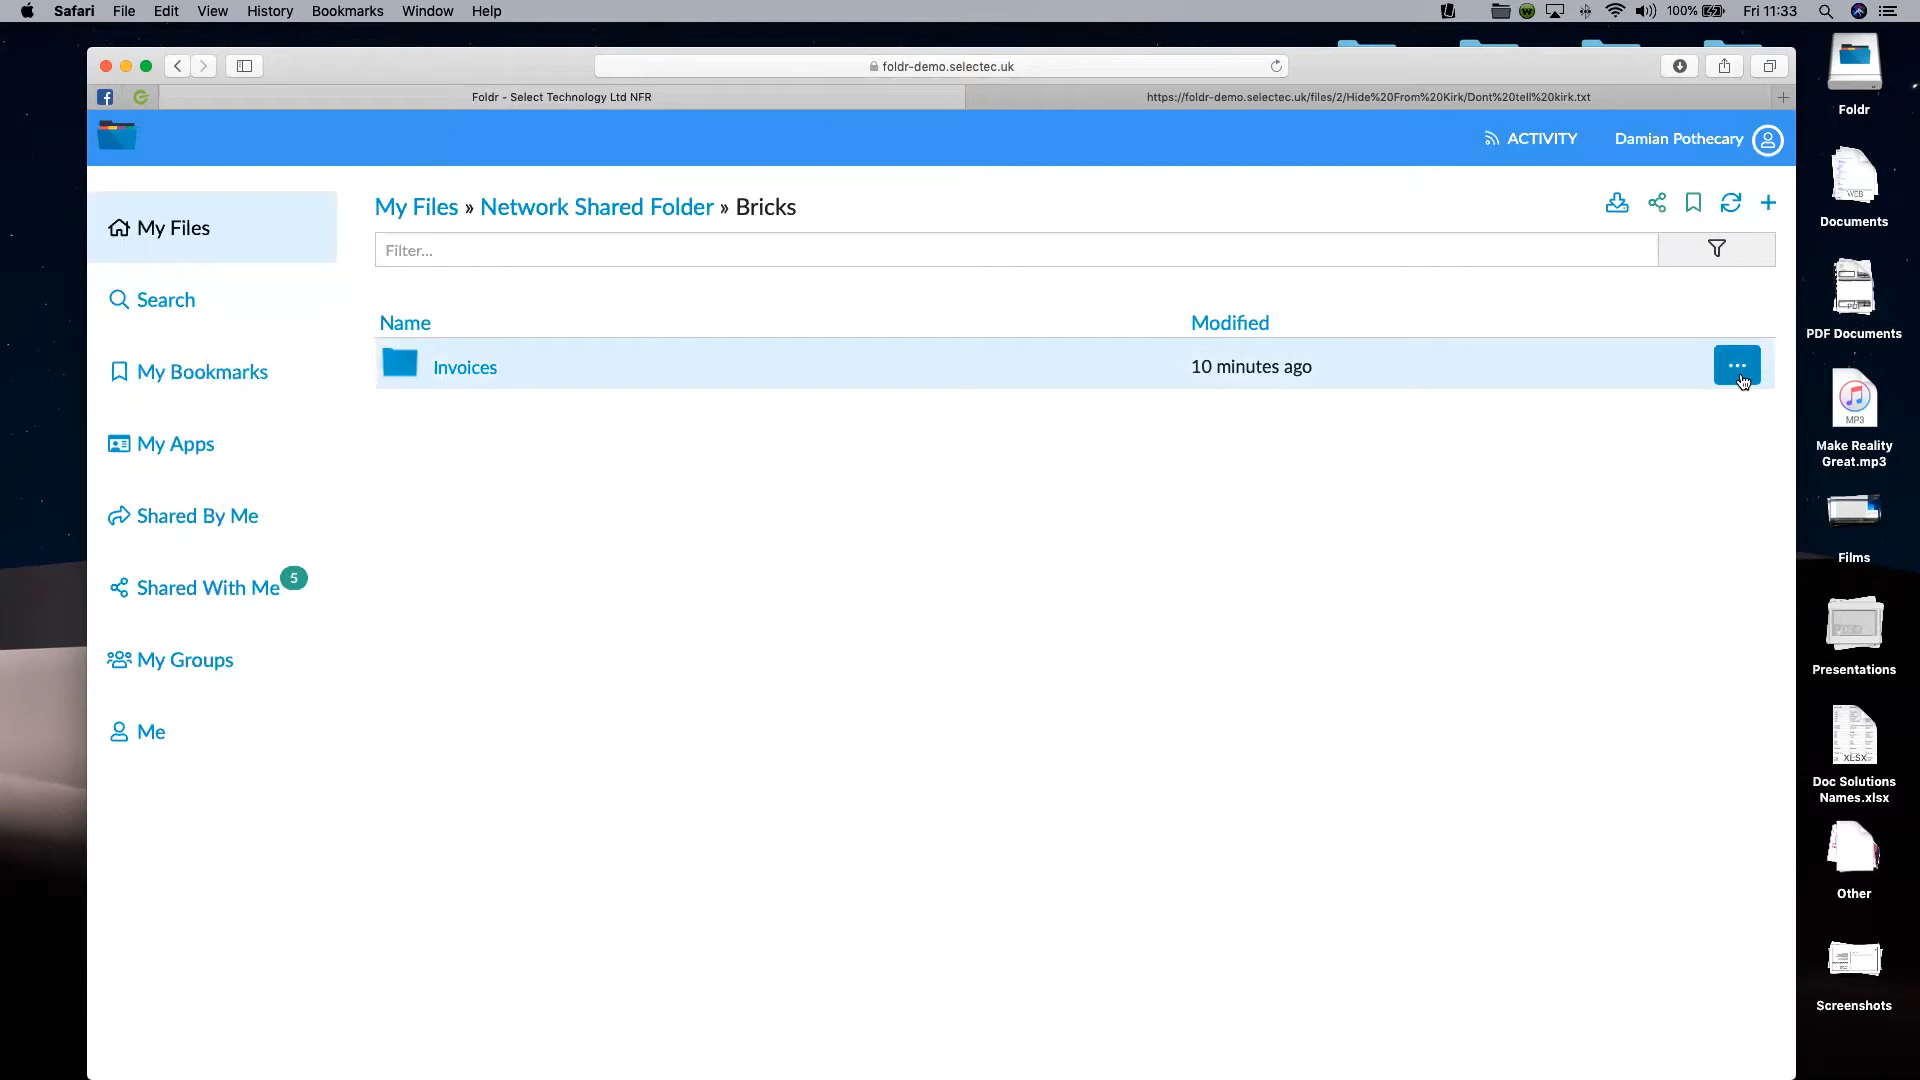 Safari File Edit View History Bookmarks Window Help
100% Fri 11:33
foldr-demo.selectec.uk
Foldr - Select Technology Ltd NFR
https://foldr-demo.selectec.uk/files/2/Hide%20From%20Kirk/Dont%20tell%20kirk.txt
ACTIVITY Damian Pothecary
My Files
Search
My Bookmarks
My Apps
Shared By Me
Shared With Me 5
My Groups
Me
My Files » Network Shared Folder » Bricks
Filter...
Name Modified
Invoices 10 minutes ago
Foldr
WEB
Documents
PDF
PDF Documents
MP3
Make Reality
Great.mp3
Films
Presentations
XLSX
Doc Solutions
Names.xlsx
Other
Screenshots